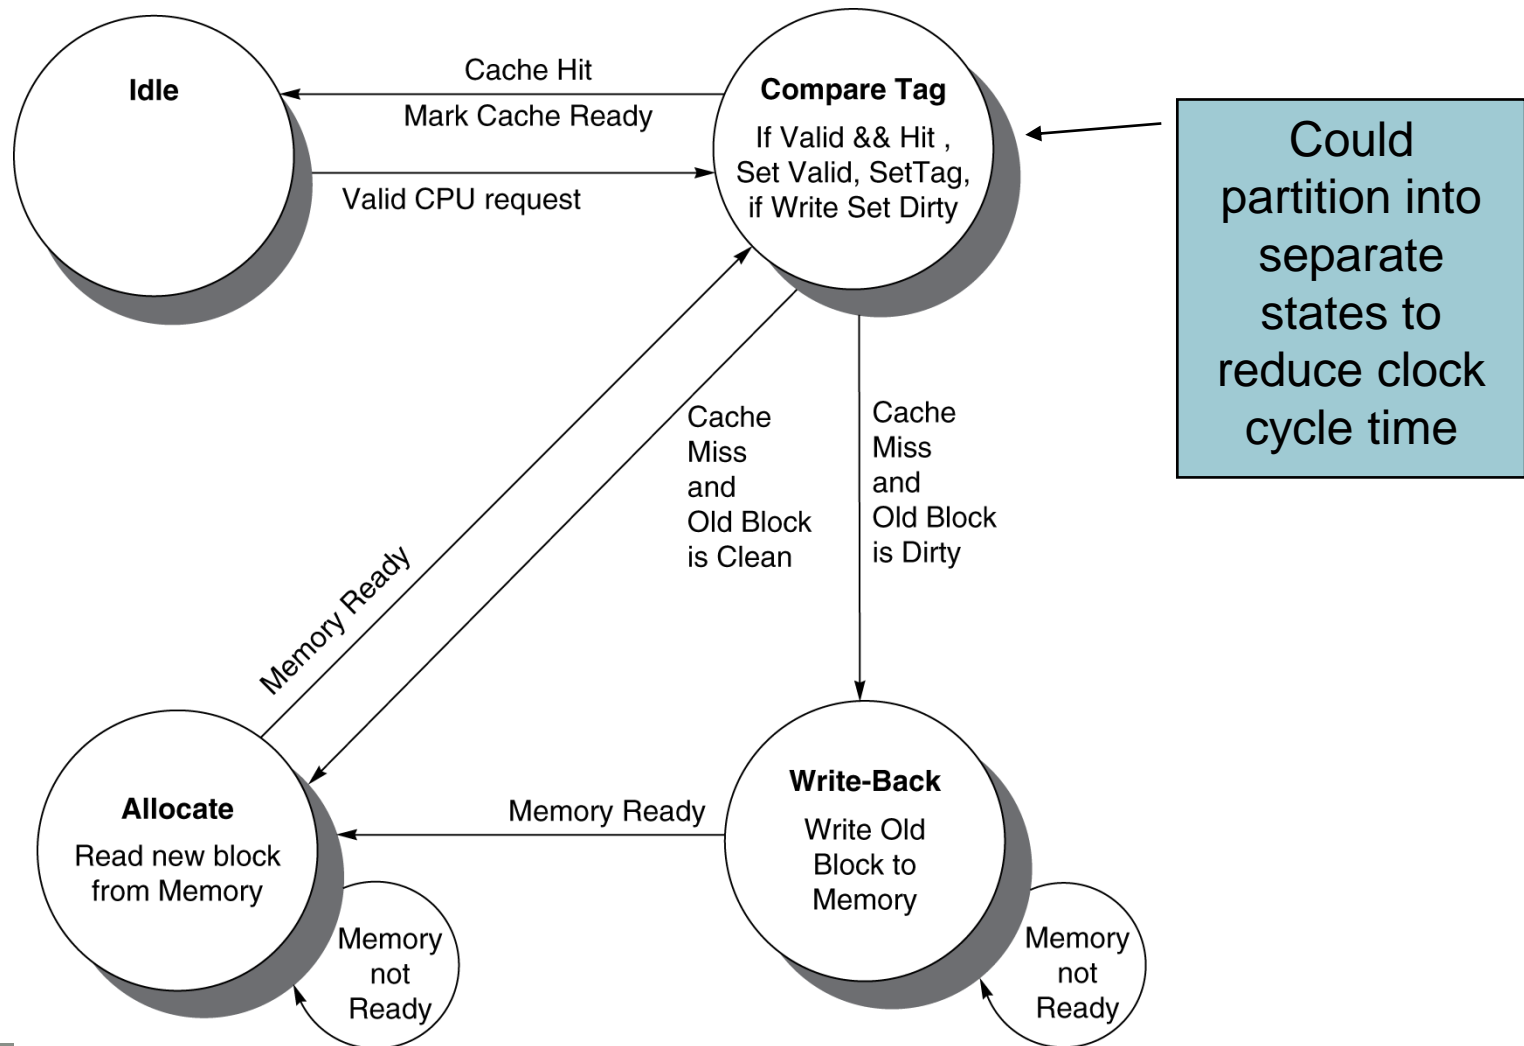 Idle
Cache Hit
Mark Cache Ready
Valid CPU request
Compare Tag
If Valid && Hit ,
Set Valid, SetTag,
if Write Set Dirty
Could
partition into
separate
states to
reduce clock
cycle time
Cache
Miss
and
Old Block
is Clean
Cache
Miss
and
Old Block
is Dirty
Memory Ready
Allocate
Read new block
from Memory
Memory
not
Ready
Memory Ready
Write-Back
Write Old
Block to
Memory
Memory
not
Ready